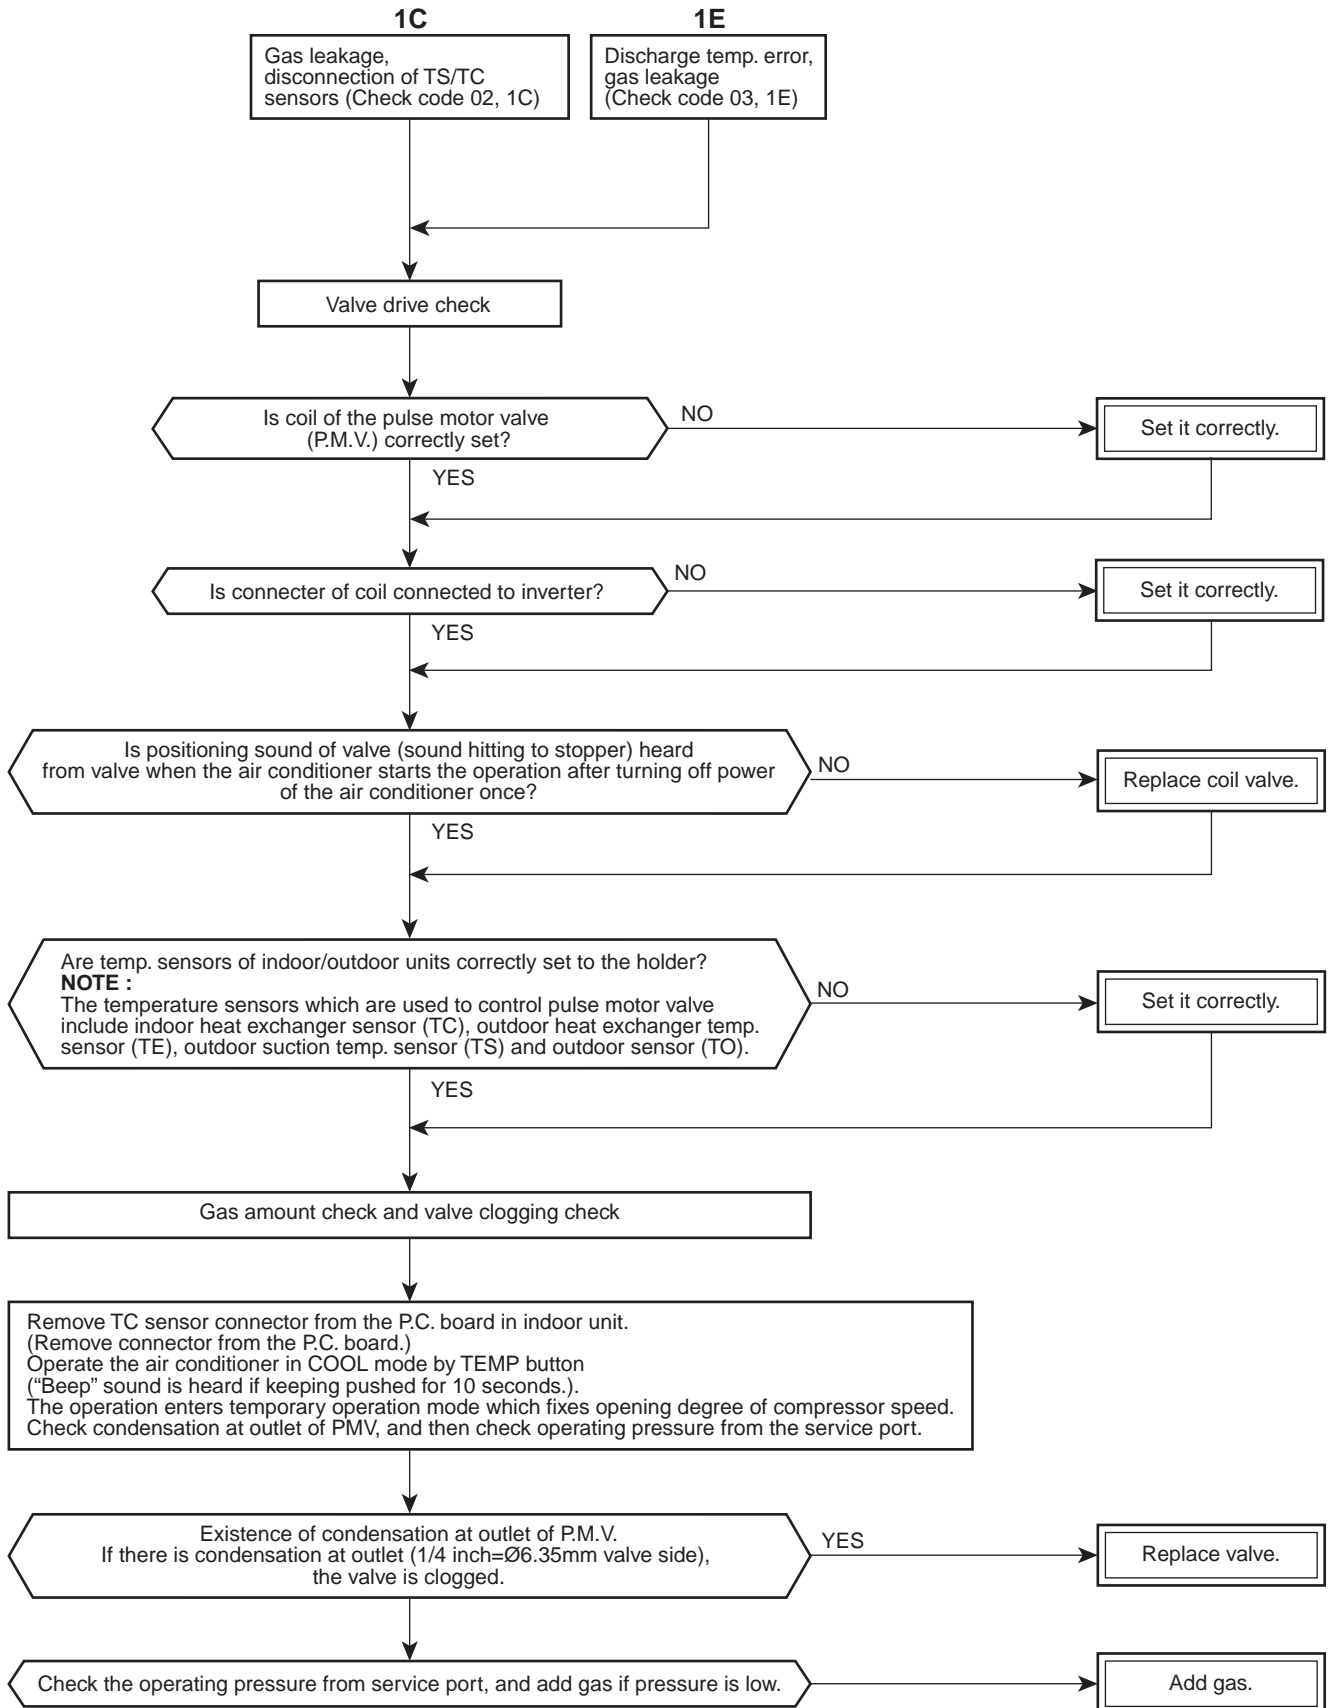 1C
1E
Gas leakage,
disconnection of TS/TC
sensors (Check code 02, 1C)
Discharge temp. error,
gas leakage
(Check code 03, 1E)
Valve drive check
Is coil of the pulse motor valve
(P.M.V.) correctly set?
NO
Set it correctly.
YES
Is connecter of coil connected to inverter?
NO
Set it correctly.
YES
Is positioning sound of valve (sound hitting to stopper) heard
from valve when the air conditioner starts the operation after turning off power
of the air conditioner once?
NO
Replace coil valve.
YES
Are temp. sensors of indoor/outdoor units correctly set to the holder?
NOTE :
The temperature sensors which are used to control pulse motor valve
include indoor heat exchanger sensor (TC), outdoor heat exchanger temp.
sensor (TE), outdoor suction temp. sensor (TS) and outdoor sensor (TO).
NO
Set it correctly.
YES
Gas amount check and valve clogging check
Remove TC sensor connector from the P.C. board in indoor unit.
(Remove connector from the P.C. board.)
Operate the air conditioner in COOL mode by TEMP button
(“Beep” sound is heard if keeping pushed for 10 seconds.).
The operation enters temporary operation mode which fixes opening degree of compressor speed.
Check condensation at outlet of PMV, and then check operating pressure from the service port.
Existence of condensation at outlet of P.M.V.
If there is condensation at outlet (1/4 inch=Ø6.35mm valve side),
the valve is clogged.
YES
Replace valve.
Check the operating pressure from service port, and add gas if pressure is low.
Add gas.